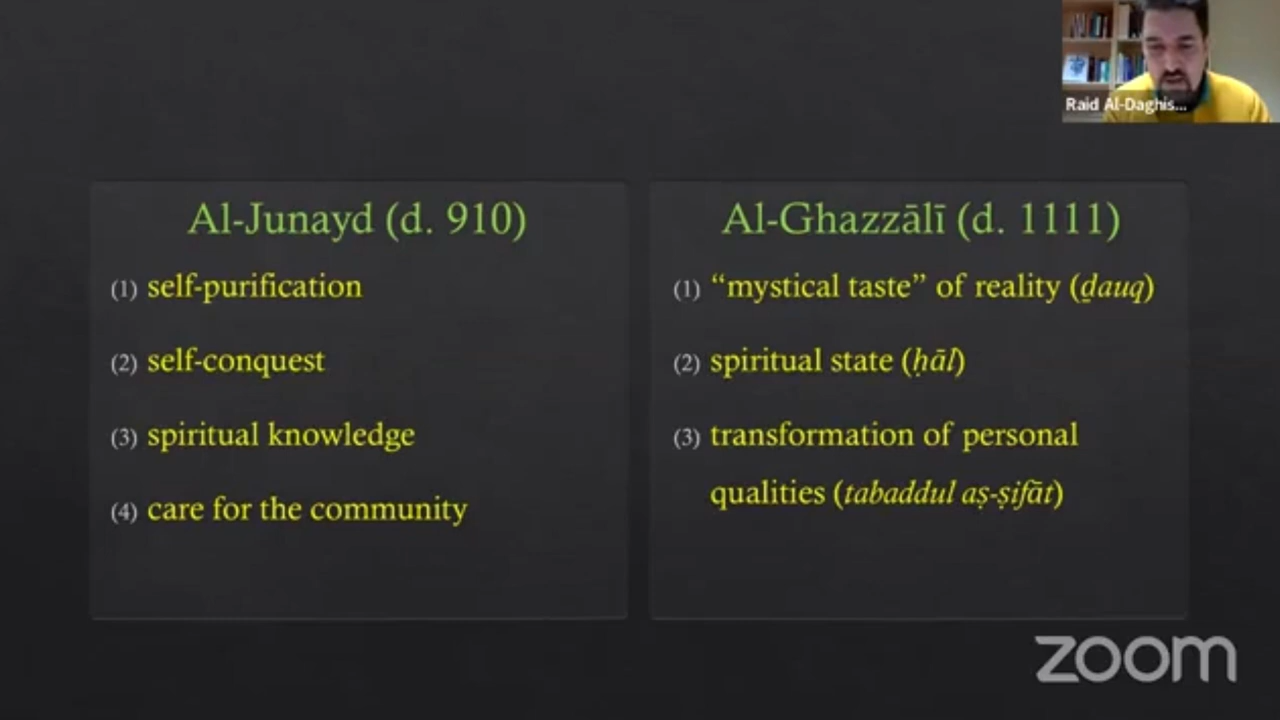 Raid Al-Daghis...
Al-Junayd (d. 910)
(1) self-purification
(2) self-conquest
(3) spiritual knowledge
(4) care for the community
Al-Ghazzālī (d. 1111)
(1) “mystical taste” of reality (ḏauq)
(2) spiritual state (ḥāl)
(3) transformation of personal
qualities (tabaddul aṣ-ṣifāt)
zoom